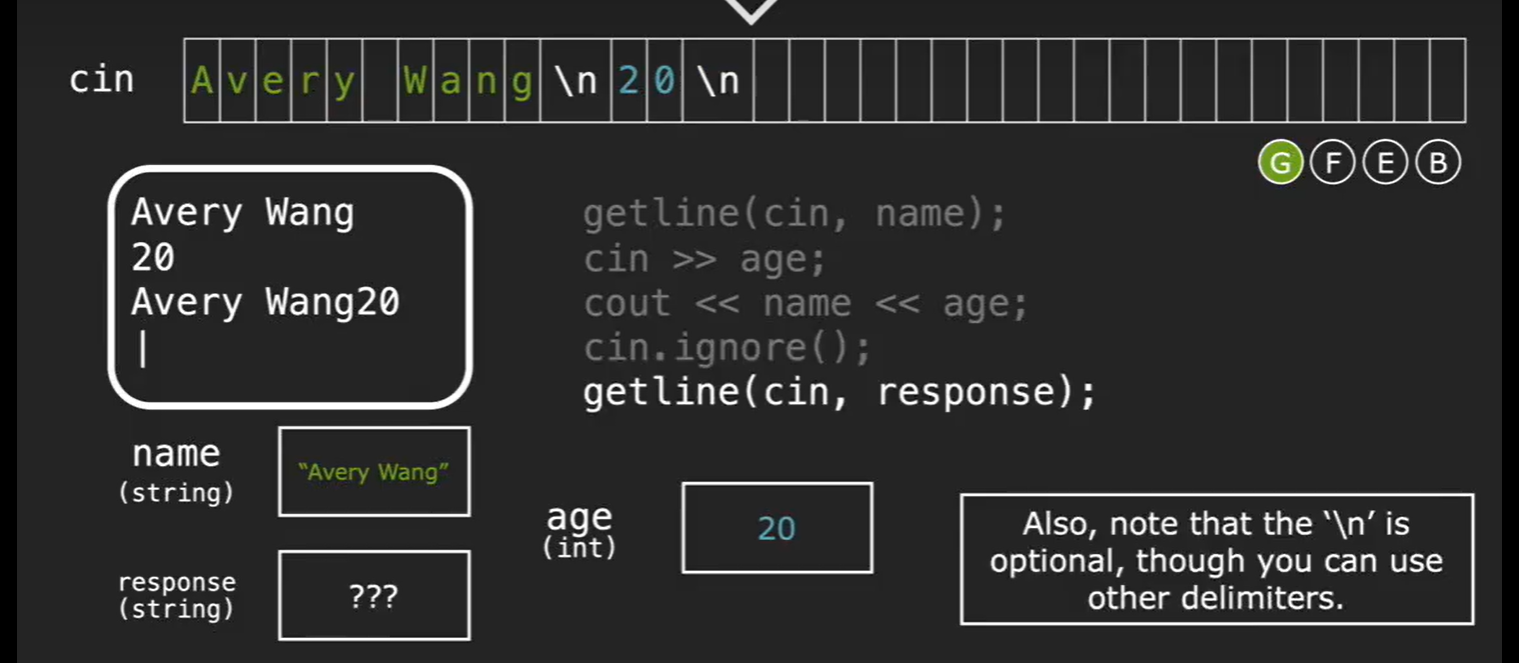 cin Avery_Wang\n20\n
G F E B
Avery Wang
20
Avery Wang20
|
getline(cin, name);
cin >> age;
cout << name << age;
cin.ignore();
getline(cin, response);
name
(string)
“Avery Wang”
age
(int)
20
response
(string)
???
Also, note that the ‘\n’ is
optional, though you can use
other delimiters.